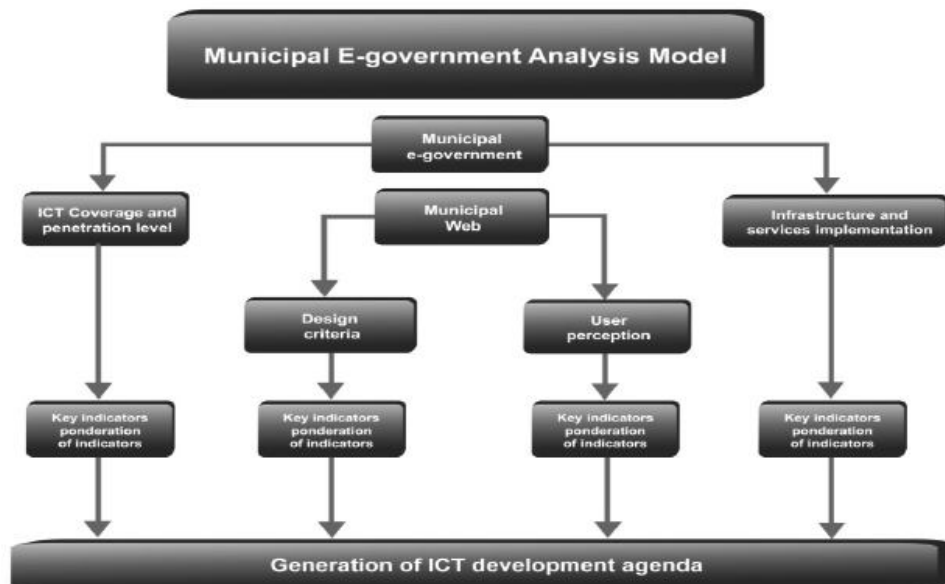 Municipal E-government Analysis Model
Municipal
e-government
ICT Coverage and
penetration level
Municipal
Web
Infrastructure and
services implementation
Design
criteria
User
perception
Key indicators
ponderation
of indicators
Key indicators
ponderation
of indicators
Key indicators
ponderation
of indicators
Key indicators
ponderation
of indicators
Generation of ICT development agenda